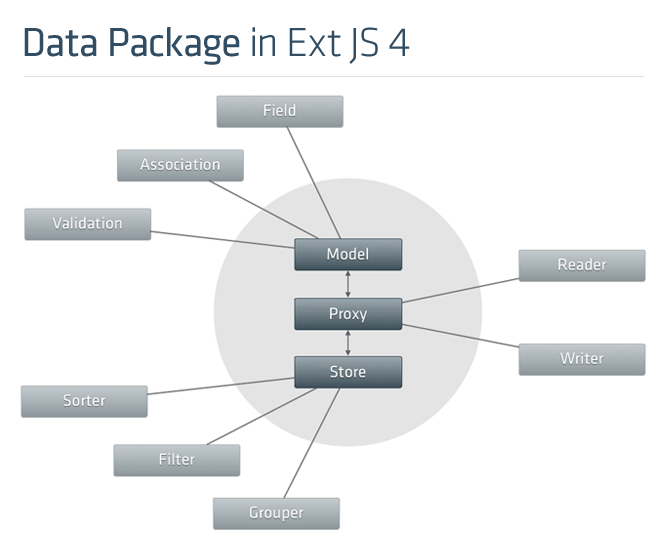 Data Package in Ext JS 4
Field
Association
Validation
Model
Reader
Proxy
Writer
Store
Sorter
Filter
Grouper